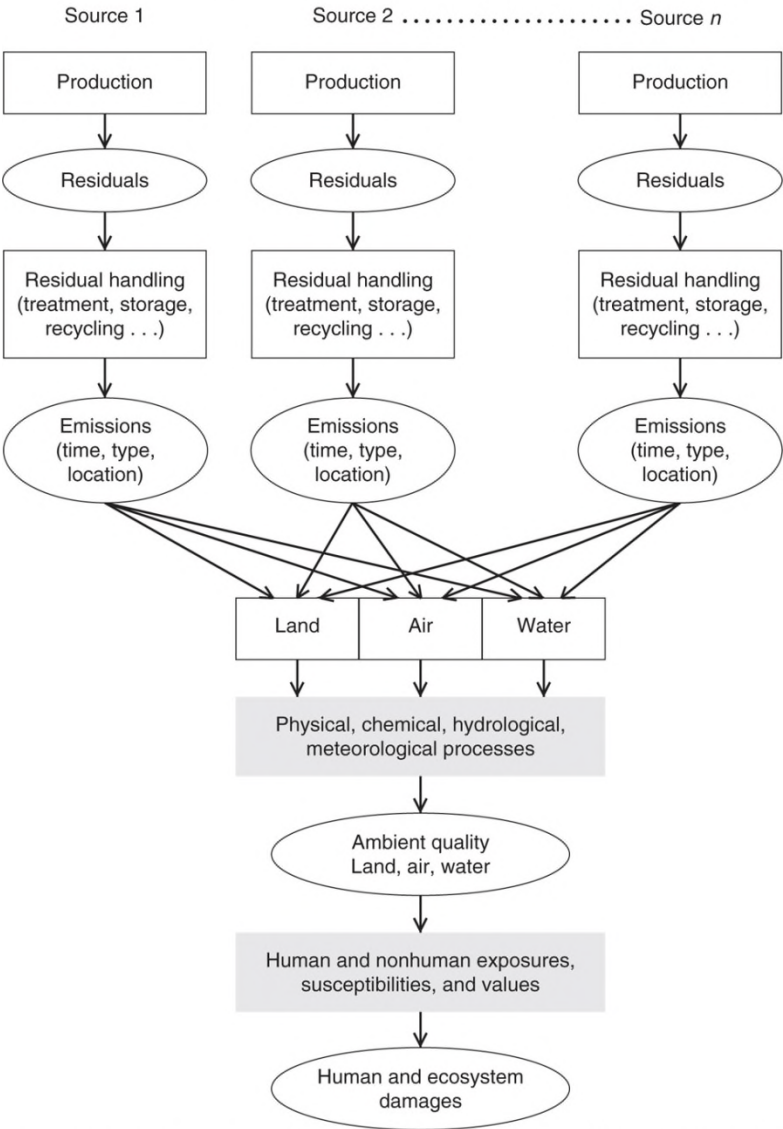 Source 1
Source 2 ....................... Source n
Production
Production
Production
Residuals
Residuals
Residuals
Residual handling
(treatment, storage,
recycling . . .)
Residual handling
(treatment, storage,
recycling . . .)
Residual handling
(treatment, storage,
recycling . . .)
Emissions
(time, type,
location)
Emissions
(time, type,
location)
Emissions
(time, type,
location)
Land
Air
Water
Physical, chemical, hydrological,
meteorological processes
Ambient quality
Land, air, water
Human and nonhuman exposures,
susceptibilities, and values
Human and ecosystem
damages